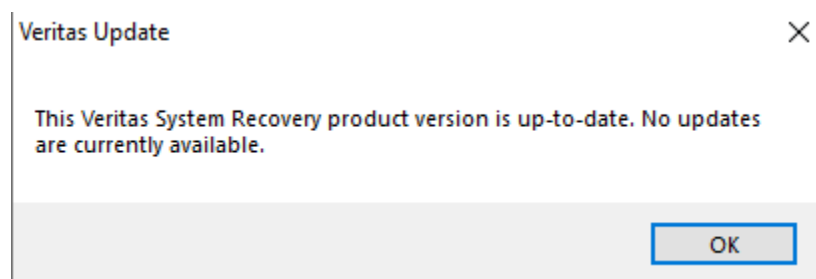 Veritas Update
This Veritas System Recovery product version is up-to-date. No updates
are currently available.
OK